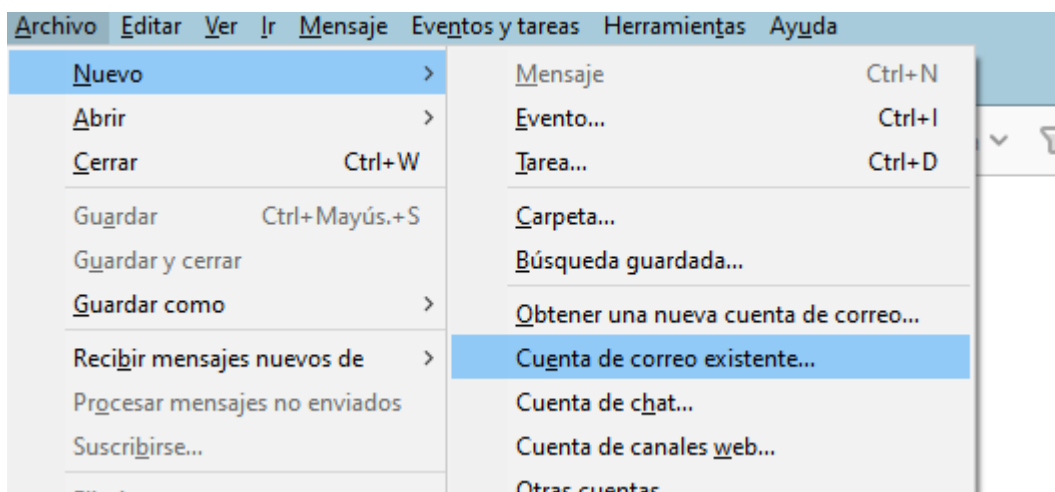 Archivo Editar Ver Ir Mensaje Eventos y tareas Herramientas Ayuda
Nuevo >
Abrir >
Cerrar Ctrl+W
Guardar Ctrl+Mayús.+S
Guardar y cerrar
Guardar como >
Recibir mensajes nuevos de >
Procesar mensajes no enviados
Suscribirse...
Mensaje Ctrl+N
Evento... Ctrl+I
Tarea... Ctrl+D
Carpeta...
Búsqueda guardada...
Obtener una nueva cuenta de correo...
Cuenta de correo existente...
Cuenta de chat...
Cuenta de canales web...
Otras cuentas